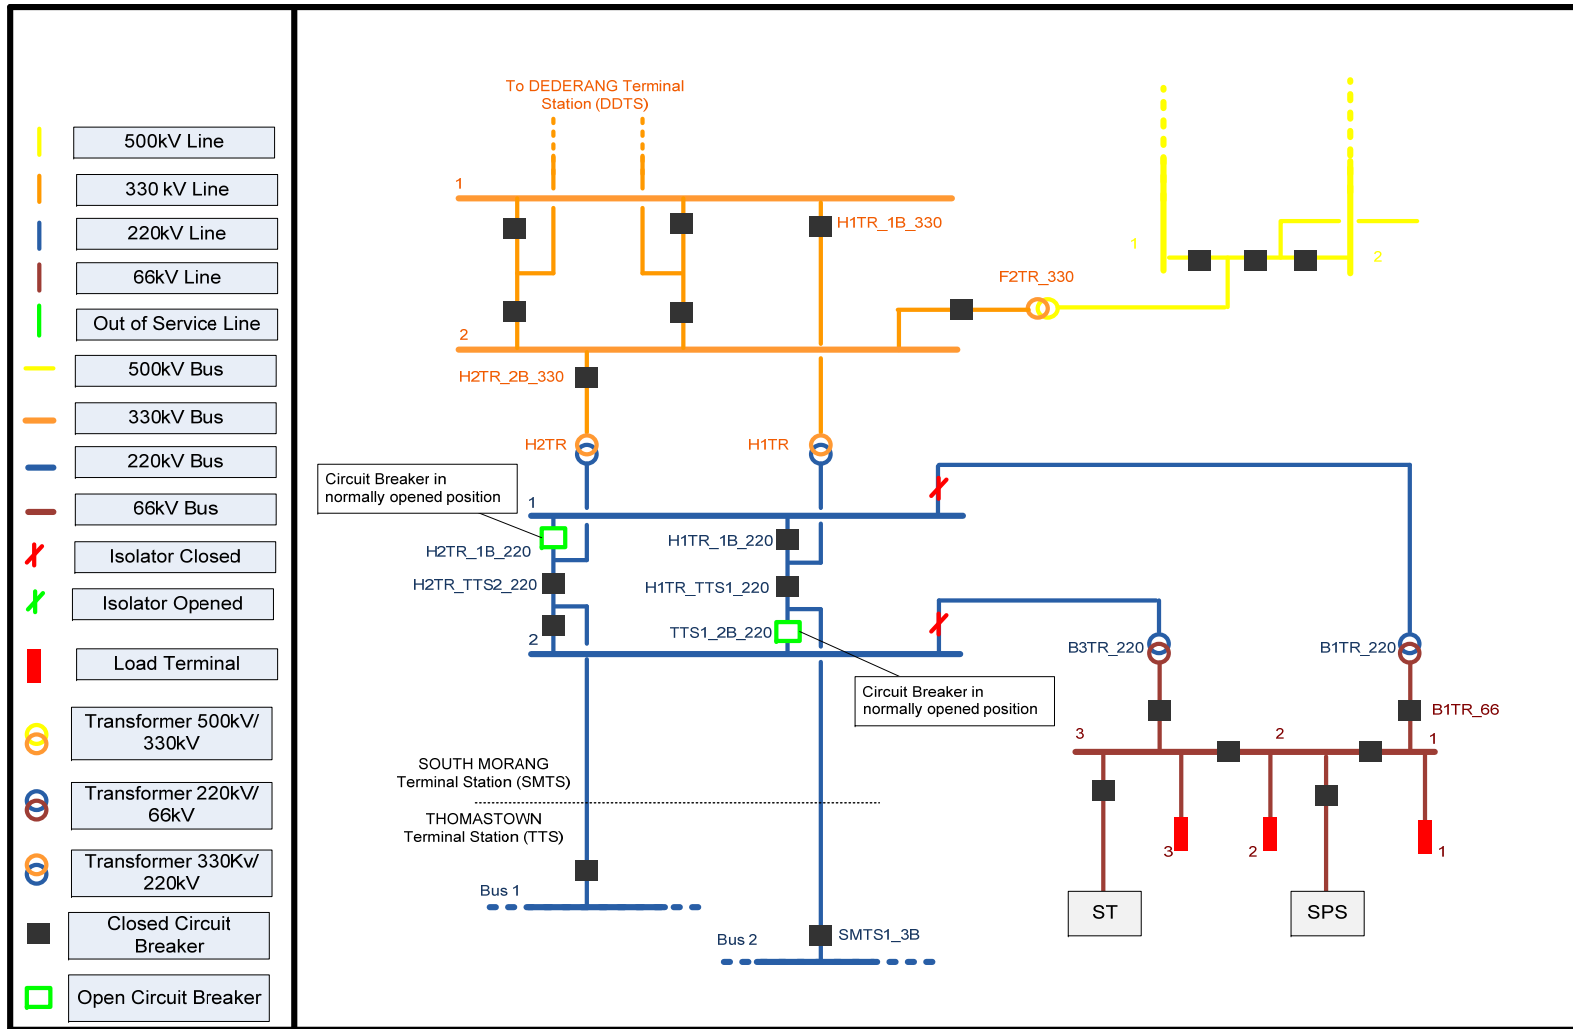 500kV Line
330 kV Line
220kV Line
66kV Line
Out of Service Line
500kV Bus
330kV Bus
220kV Bus
66kV Bus
Isolator Closed
Isolator Opened
Load Terminal
Transformer 500kV/
330kV
Transformer 220kV/
66kV
Transformer 330Kv/
220kV
Closed Circuit
Breaker
Open Circuit Breaker
To DEDERANG Terminal
Station (DDTS)
1
H1TR_1B_330
1
2
F2TR_330
2
H2TR_2B_330
H2TR
H1TR
Circuit Breaker in
normally opened position
1
H2TR_1B_220
H1TR_1B_220
H2TR_TTS2_220
H1TR_TTS1_220
TTS1_2B_220
2
B3TR_220
B1TR_220
Circuit Breaker in
normally opened position
B1TR_66
3
2
1
SOUTH MORANG
Terminal Station (SMTS)
THOMASTOWN
Terminal Station (TTS)
3
2
1
Bus 1
ST
SPS
Bus 2
SMTS1_3B